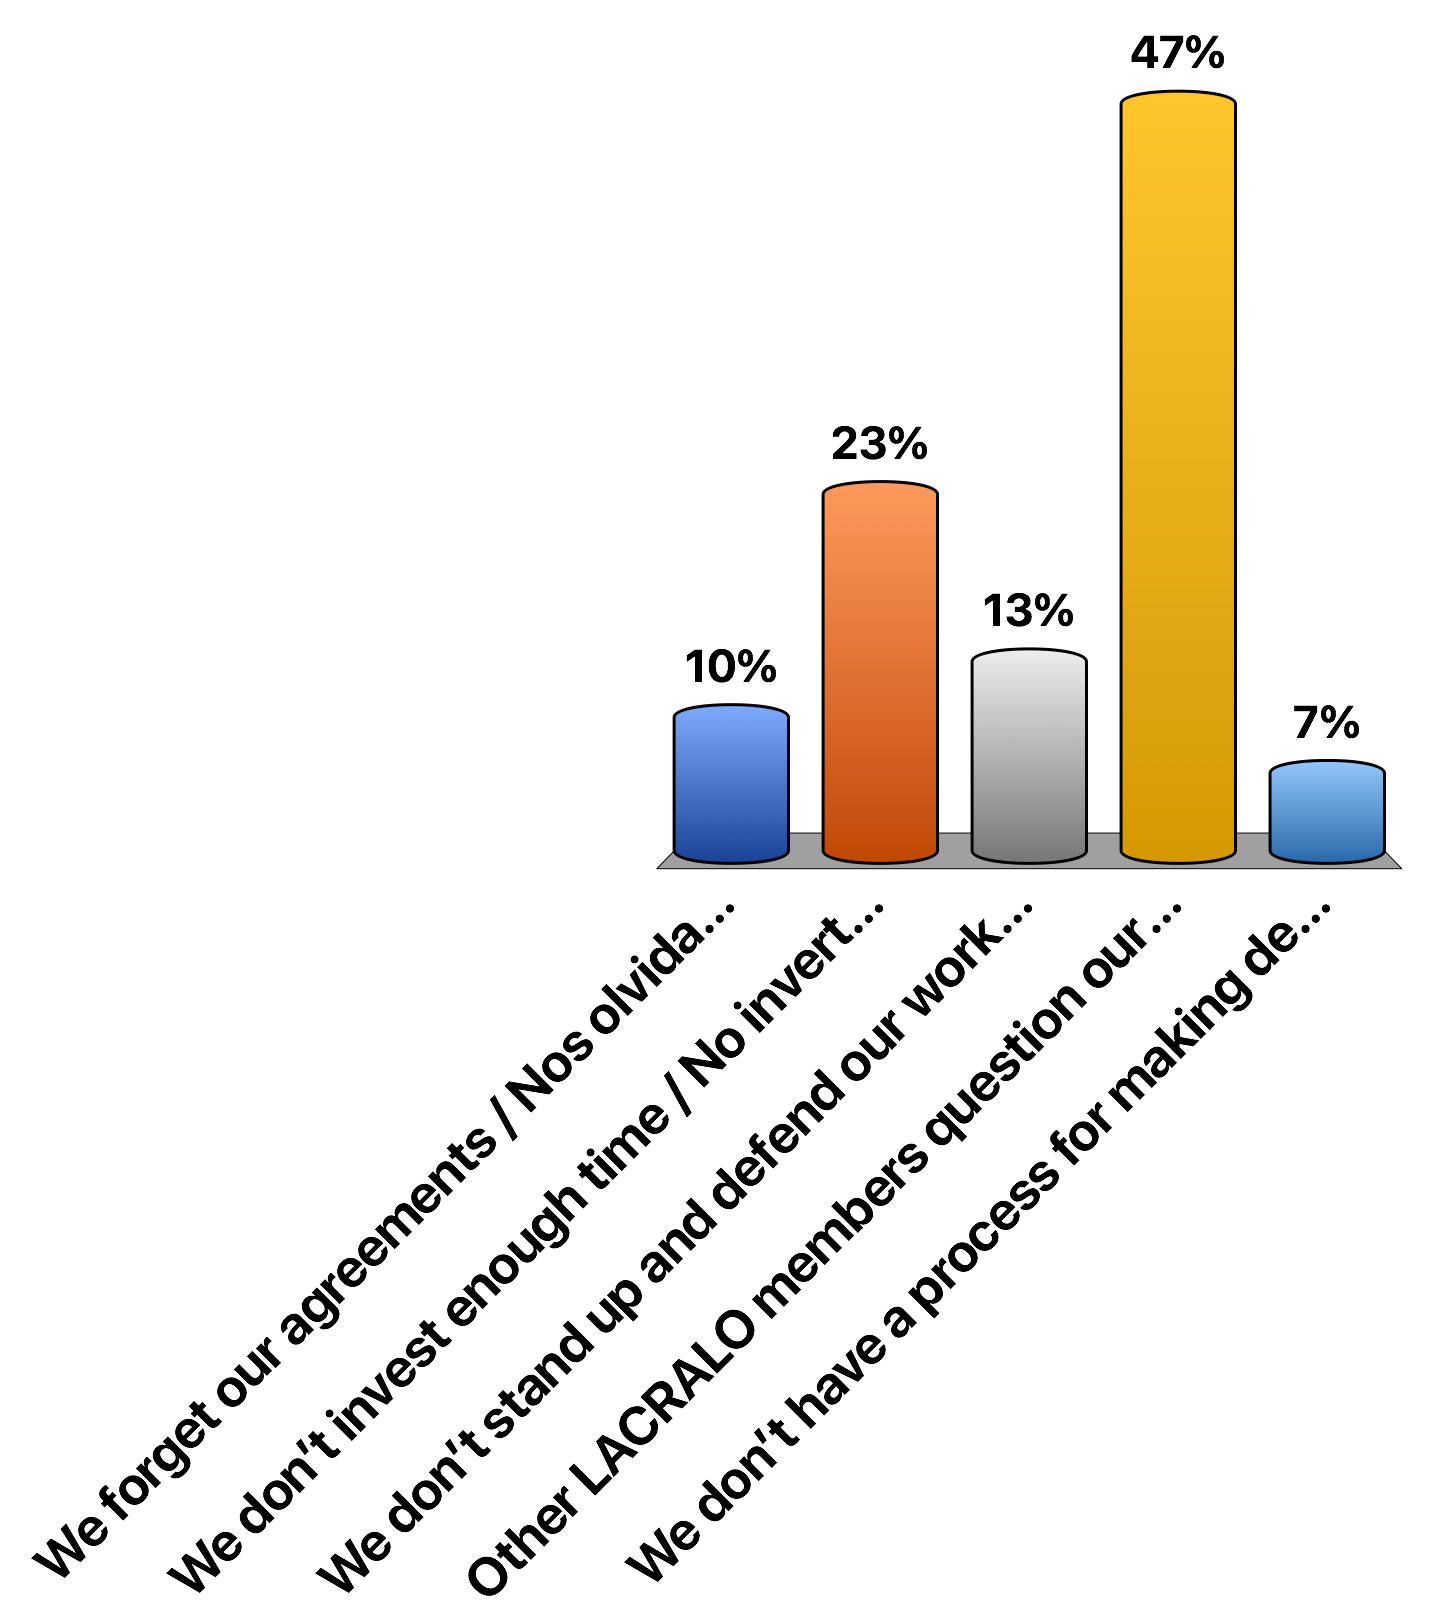 47%
23%
13%
10%
7%
We forget our agreements / Nos olvida...
We don't invest enough time / No invert...
We don't stand up and defend our work...
Other LACRALO members question our...
We don't have a process for making de...